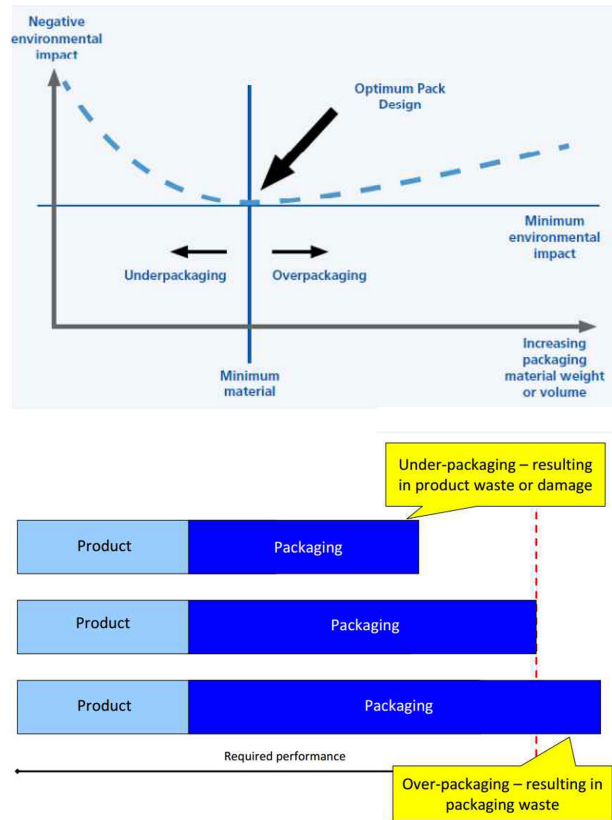 Negative
environmental
impact
Optimum Pack
Design
Minimum
environmental
impact
Underpackaging
Overpackaging
Minimum
material
Increasing
packaging
material weight
or volume
Under-packaging – resulting
in product waste or damage
Product
Packaging
Product
Packaging
Product
Packaging
Required performance
Over-packaging – resulting in
packaging waste